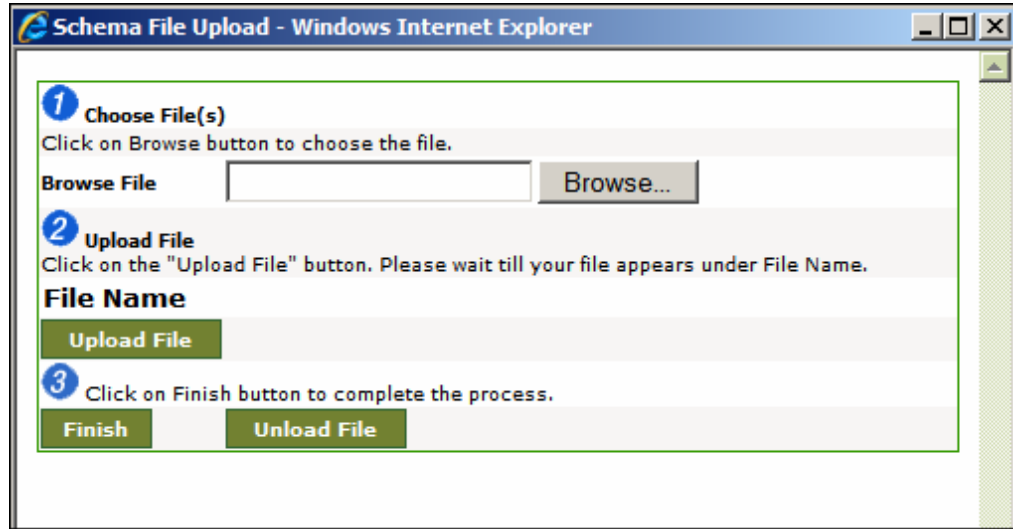 Schema File Upload - Windows Internet Explorer
1 Choose File(s)
Click on Browse button to choose the file.
Browse File Browse...
2 Upload File
Click on the "Upload File" button. Please wait till your file appears under File Name.
File Name
Upload File
3 Click on Finish button to complete the process.
Finish Unload File